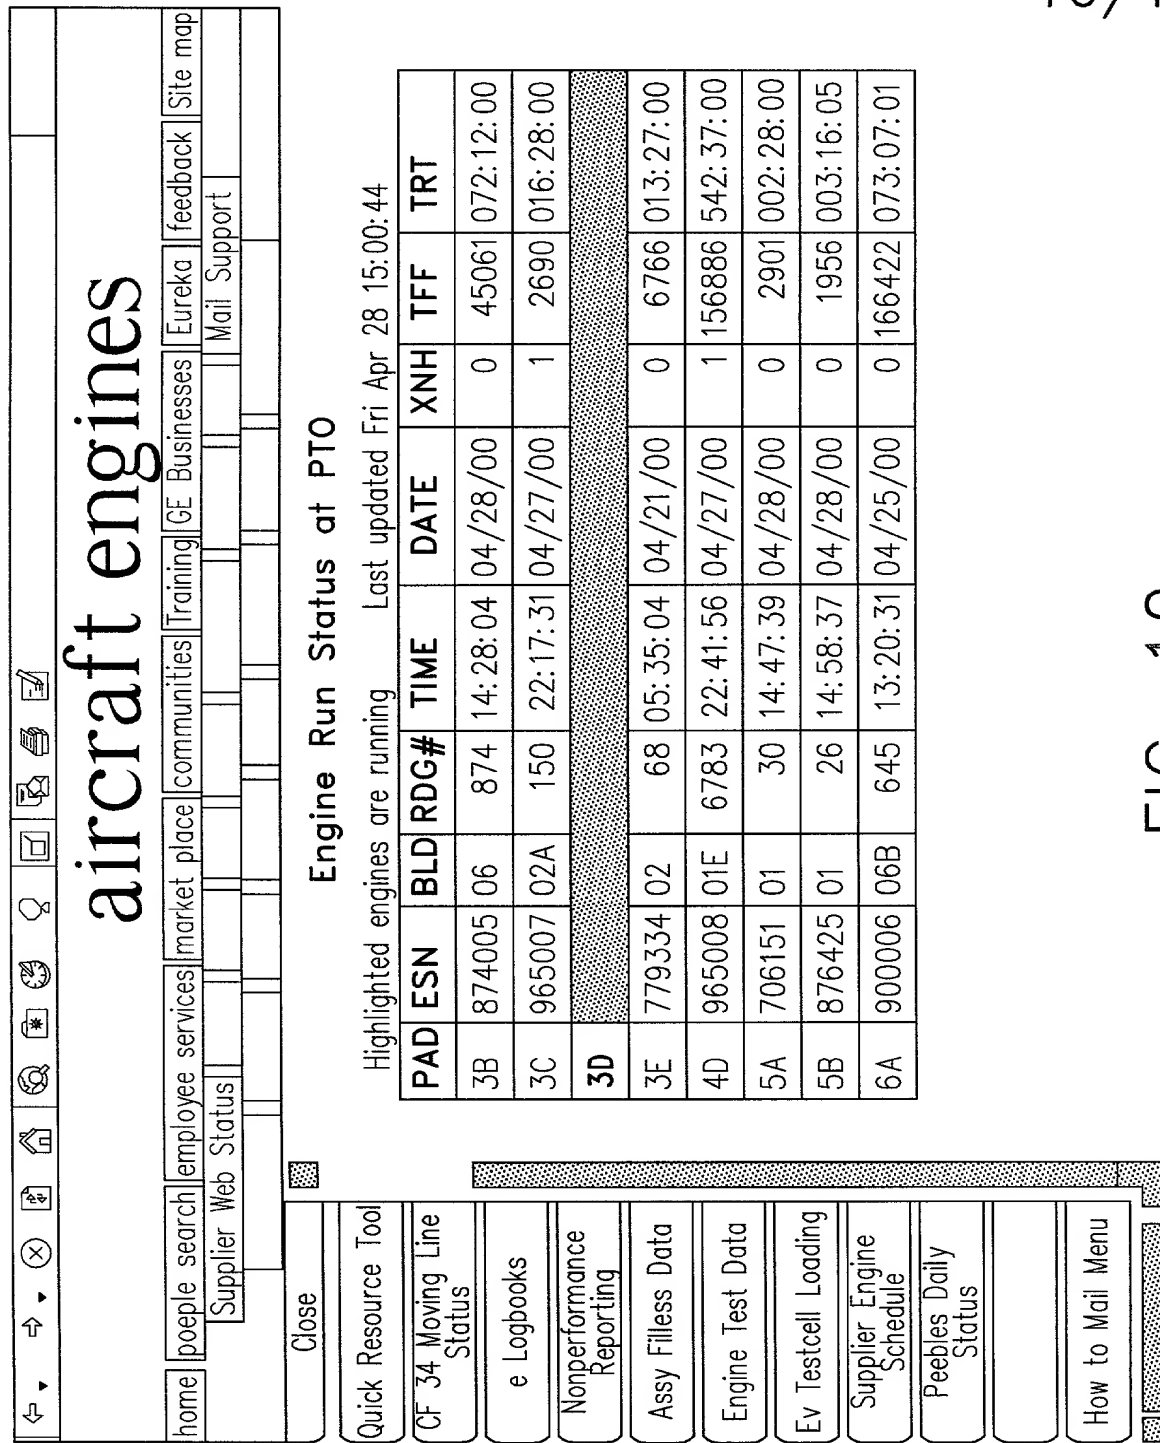 aircraft engines
home poeple search employee services market place communities Training GE Businesses Eureka feedback Site map
Supplier Web Status Mail Support
Close
Quick Resource Tool
CF 34 Moving Line
Status
e Logbooks
Nonperformance
Reporting
Assy Filless Data
Engine Test Data
Ev Testcell Loading
Supplier Engine
Schedule
Peebles Daily
Status
How to Mail Menu
Engine Run Status at PTO
Highlighted engines are running Last updated Fri Apr 28 15:00:44
PAD ESN BLD RDG# TIME DATE XNH TFF TRT
3B 874005 06 874 14:28:04 04/28/00 0 45061 072:12:00
3C 965007 02A 150 22:17:31 04/27/00 1 2690 016:28:00
3D
3E 779334 02 68 05:35:04 04/21/00 0 6766 013:27:00
4D 965008 01E 6783 22:41:56 04/27/00 1 156886 542:37:00
5A 706151 01 30 14:47:39 04/28/00 0 2901 002:28:00
5B 876425 01 26 14:58:37 04/28/00 0 1956 003:16:05
6A 900006 06B 645 13:20:31 04/25/00 0 166422 073:07:01